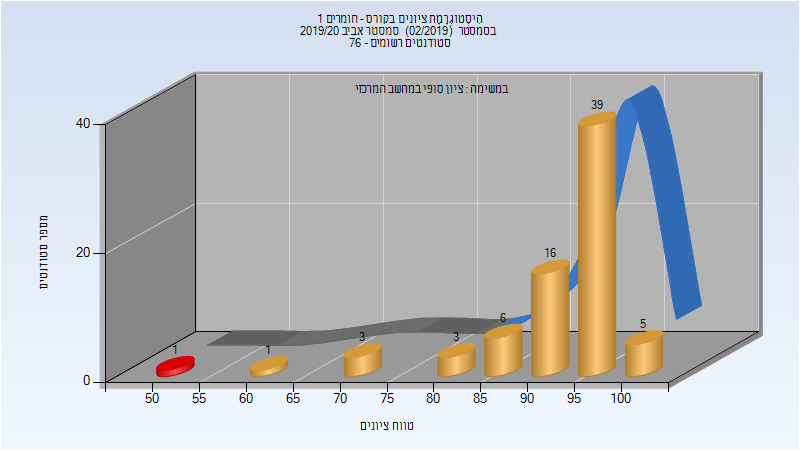 היסטוגרמת ציונים בקורס - חומרים 1
בסמסטר (02/2019) סמסטר אביב 2019/20
סטודנטים רשומים - 76
במשימה : ציון סופי במחשב המרכזי
מספר סטודנטים
40
20
0
1
1
3
3
6
16
39
5
50 55 60 65 70 75 80 85 90 95 100
טווח ציונים